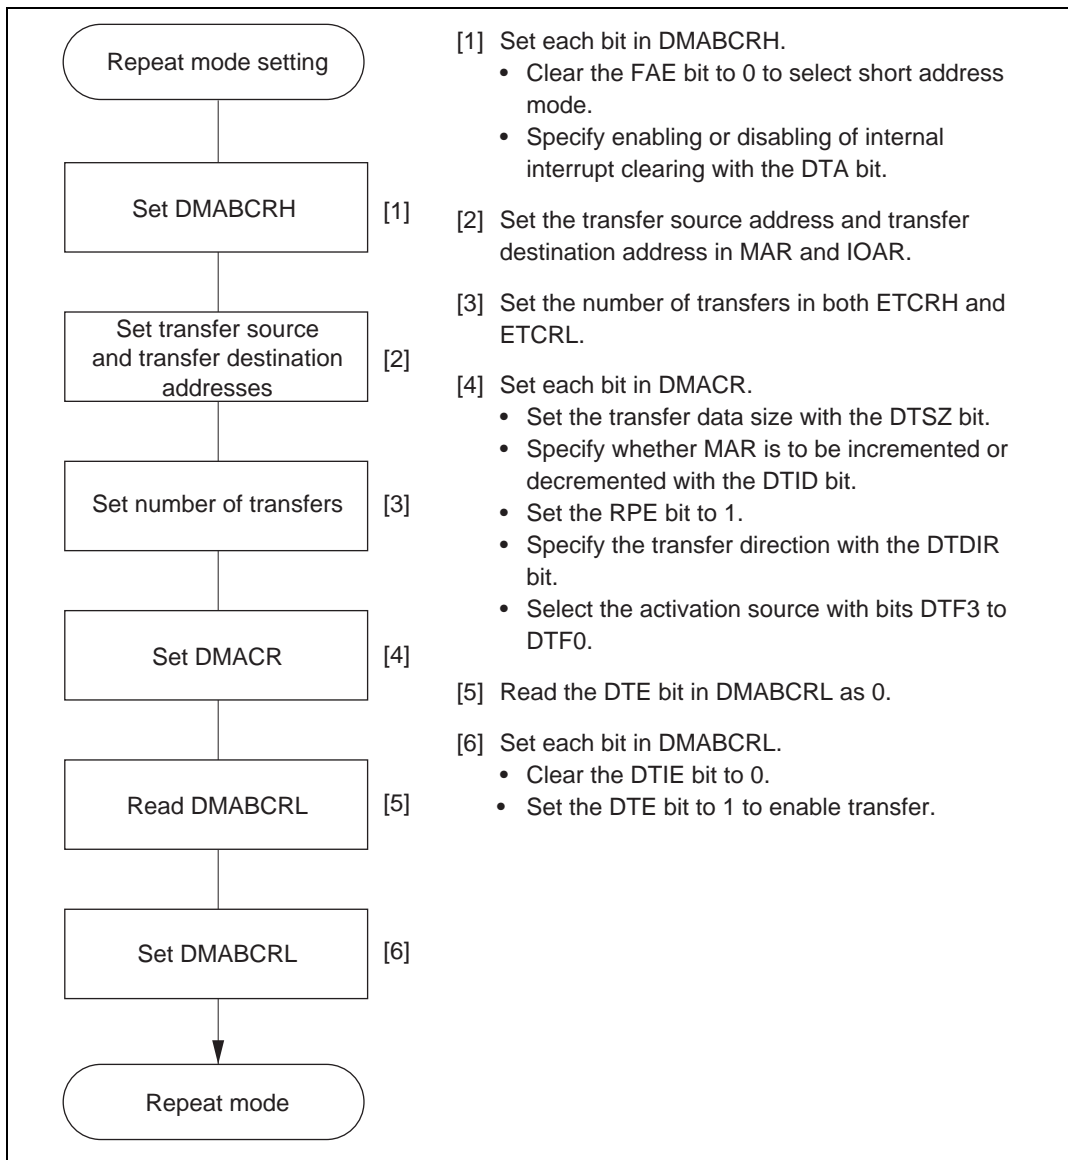 Repeat mode setting
Set DMABCRH
[1]
Set transfer source
and transfer destination
addresses
[2]
Set number of transfers
[3]
Set DMACR
[4]
Read DMABCRL
[5]
Set DMABCRL
[6]
Repeat mode
[1] Set each bit in DMABCRH.
• Clear the FAE bit to 0 to select short address
mode.
• Specify enabling or disabling of internal
interrupt clearing with the DTA bit.
[2] Set the transfer source address and transfer
destination address in MAR and IOAR.
[3] Set the number of transfers in both ETCRH and
ETCRL.
[4] Set each bit in DMACR.
• Set the transfer data size with the DTSZ bit.
• Specify whether MAR is to be incremented or
decremented with the DTID bit.
• Set the RPE bit to 1.
• Specify the transfer direction with the DTDIR
bit.
• Select the activation source with bits DTF3 to
DTF0.
[5] Read the DTE bit in DMABCRL as 0.
[6] Set each bit in DMABCRL.
• Clear the DTIE bit to 0.
• Set the DTE bit to 1 to enable transfer.